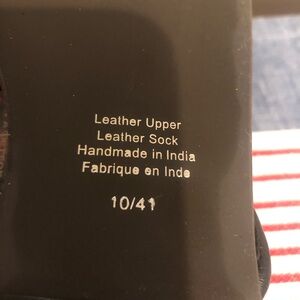 Leather Upper
Leather Sock
Handmade in India
Fabrique en Inde
10/41